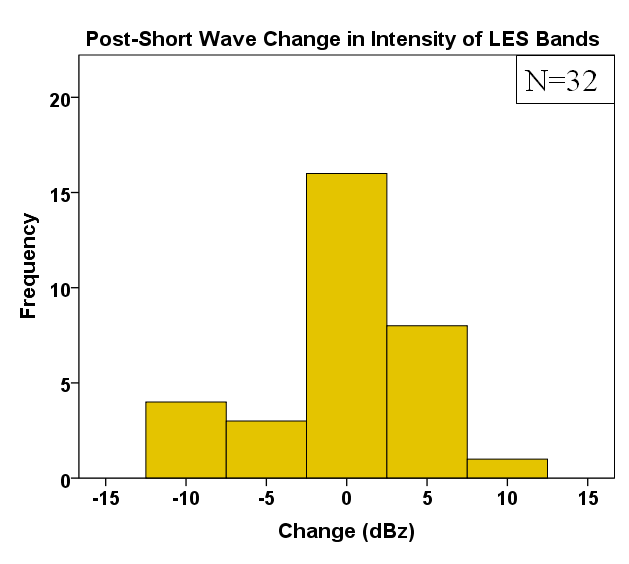 Post-Short Wave Change in Intensity of LES Bands
N=32
20
15
10
5
0
Frequency
-15 -10 -5 0 5 10 15
Change (dBz)